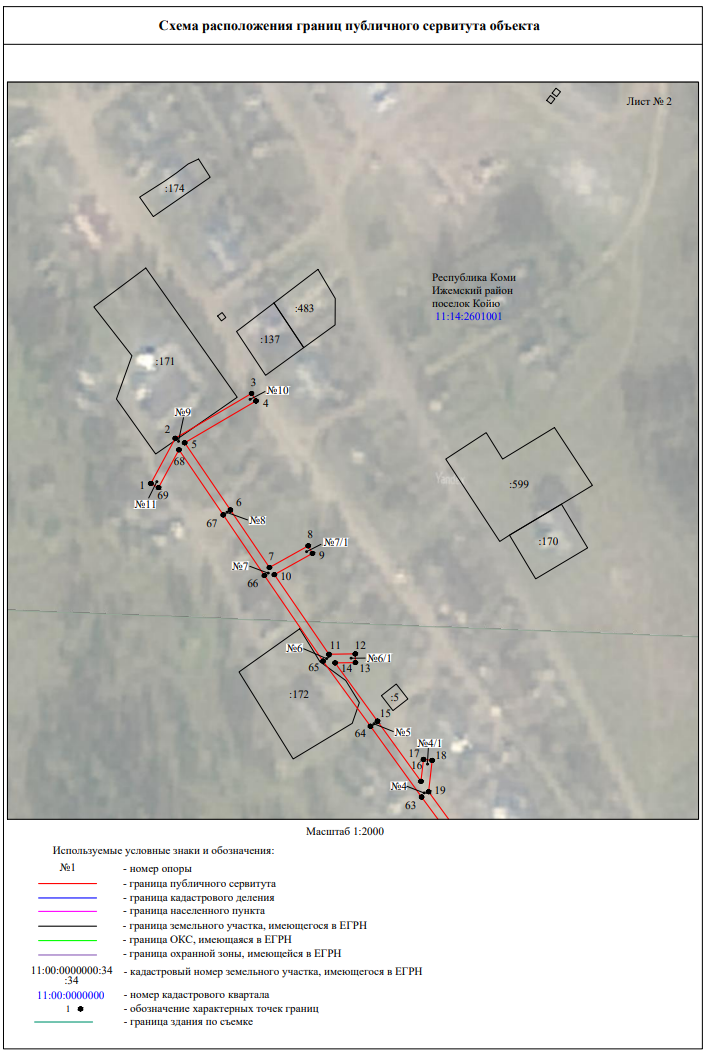 Схема расположения границ публичного сервитута объекта
Лист № 2
:174
Республика Коми
Ижемский район
поселок Койю
11:14:2601001
:483
:137
:171
3
№10
4
№9
2
5
68
1
69
№11
:599
6
67
№8
8
№7/1
:170
7
9
№7
10
66
№6
11
12
№6/1
65
14
13
:172
:5
15
64
№5
№4/1
17
18
16
№4
19
63
Масштаб 1:2000
Используемые условные знаки и обозначения:
№1 - номер опоры
- граница публичного сервитута
- граница кадастрового деления
- граница населенного пункта
- граница земельного участка, имеющегося в ЕГРН
- граница ОКС, имеющаяся в ЕГРН
- граница охранной зоны, имеющейся в ЕГРН
11:00:0000000:34 - кадастровый номер земельного участка, имеющегося в ЕГРН
:34
11:00:0000000 - номер кадастрового квартала
1 - обозначение характерных точек границ
- граница здания по съемке